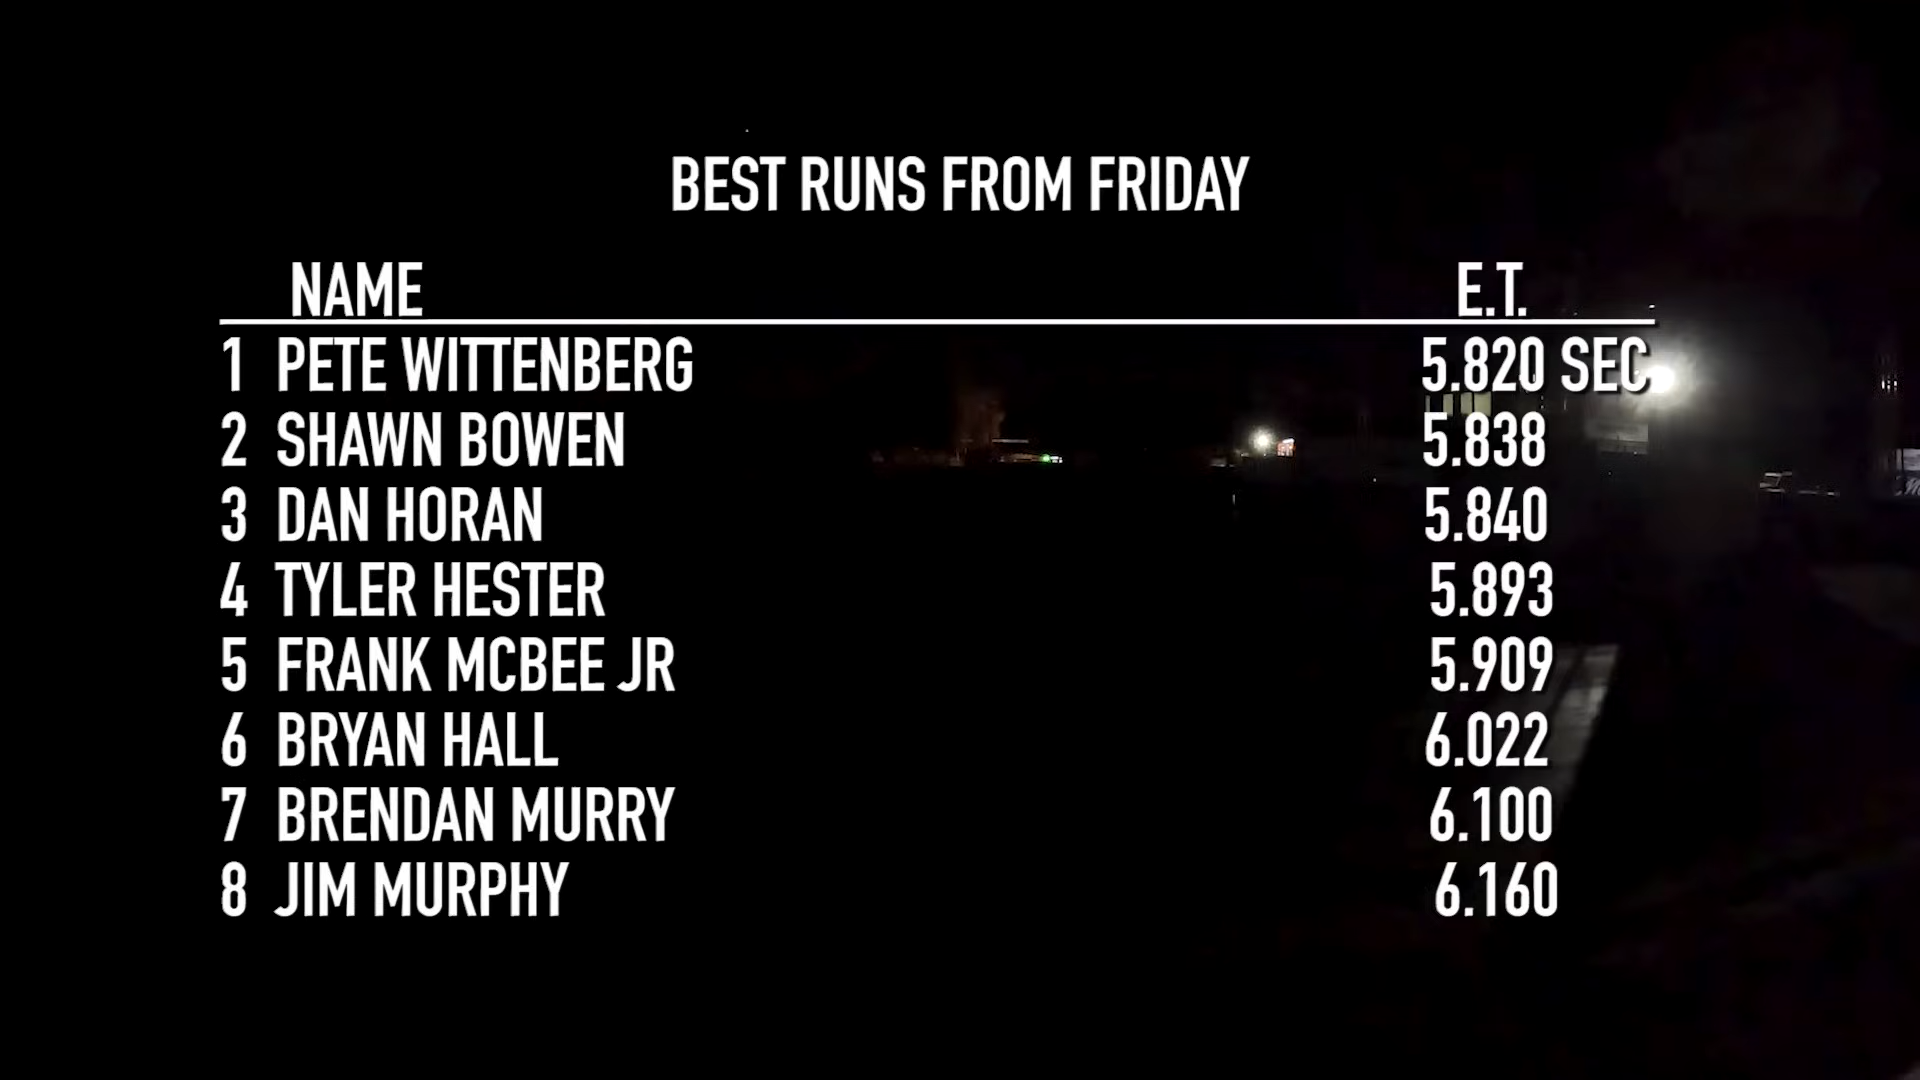 BEST RUNS FROM FRIDAY
NAME E.T.
1 PETE WITTENBERG 5.820 SEC
2 SHAWN BOWEN 5.838
3 DAN HORAN 5.840
4 TYLER HESTER 5.893
5 FRANK MCBEE JR 5.909
6 BRYAN HALL 6.022
7 BRENDAN MURRY 6.100
8 JIM MURPHY 6.160